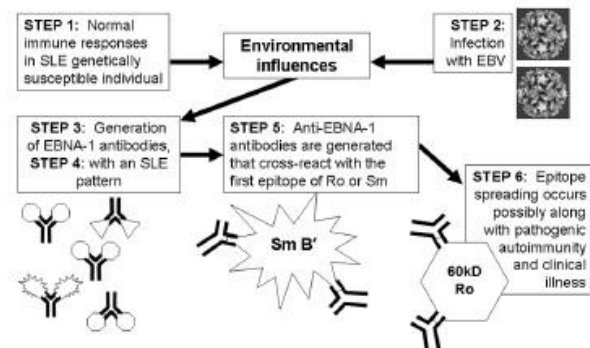 STEP 1: Normal
immune responses
in SLE genetically
susceptible individual
Environmental
influences
STEP 2:
Infection
with EBV
STEP 3: Generation
of EBNA-1 antibodies,
STEP 4: with an SLE
pattern
STEP 5: Anti-EBNA-1
antibodies are generated
that cross-react with the
first epitope of Ro or Sm
STEP 6: Epitope
spreading occurs
possibly along
with pathogenic
autoimmunity
and clinical
illness
Sm B'
60kD
Ro